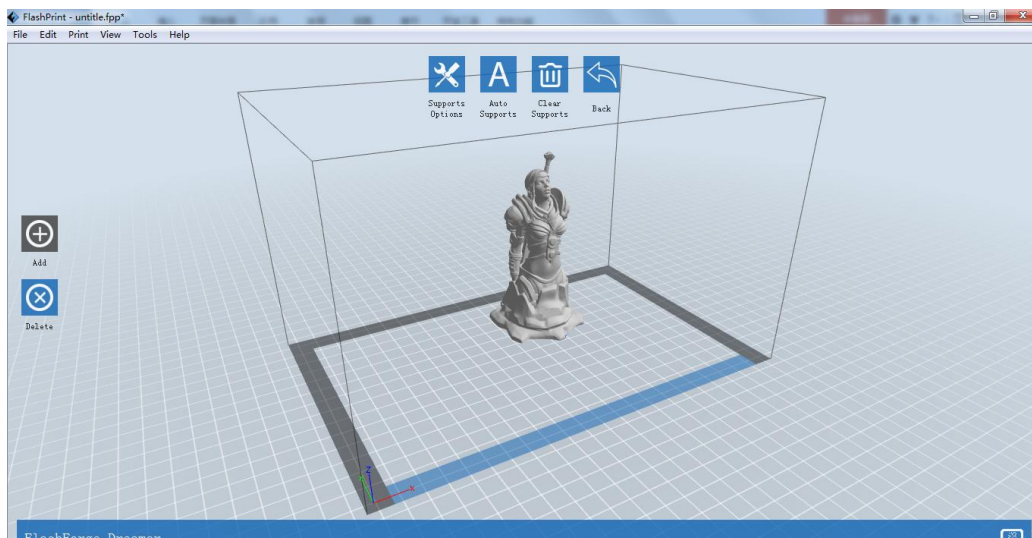 FlashPrint - untitle.fpp*
File Edit Print View Tools Help
Supports Options
A
Auto Supports
Clear Supports
Back
Add
Delete
Z
X
FlashForge Dreamer